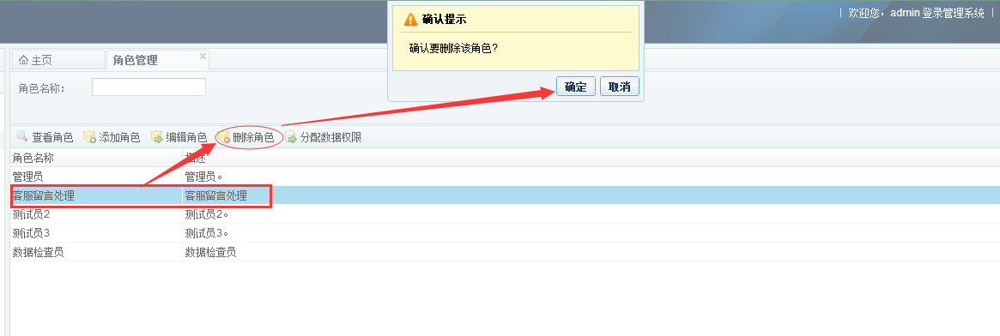 确认提示
欢迎您，admin 登录管理系统
确认要删除该角色?
主页 角色管理
角色名称：
确定 取消
查看角色 添加角色 编辑角色 删除角色 分配数据权限
角色名称 描述
管理员 管理员。
客服留言处理 客服留言处理
测试员2 测试员2。
测试员3 测试员3。
数据检查员 数据检查员